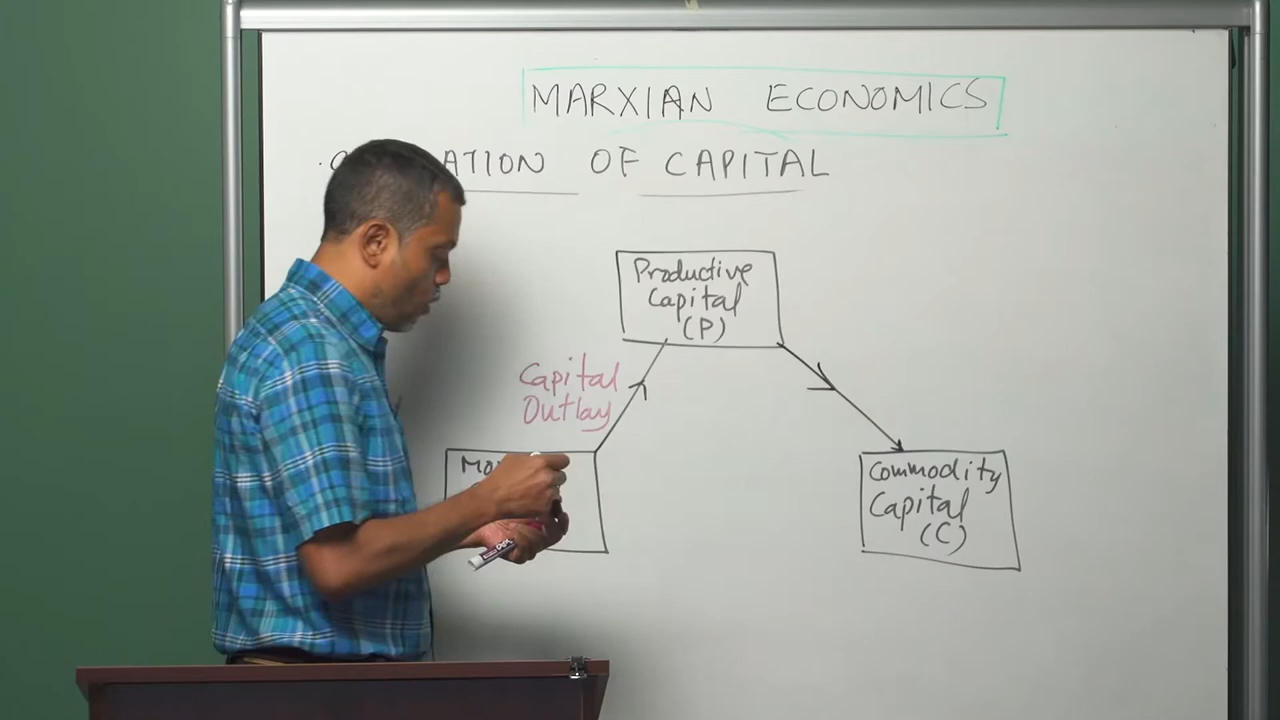 MARXIAN ECONOMICS
ATION OF CAPITAL
Productive
Capital
(P)
Capital
Outlay
Commodity
Capital
(C)